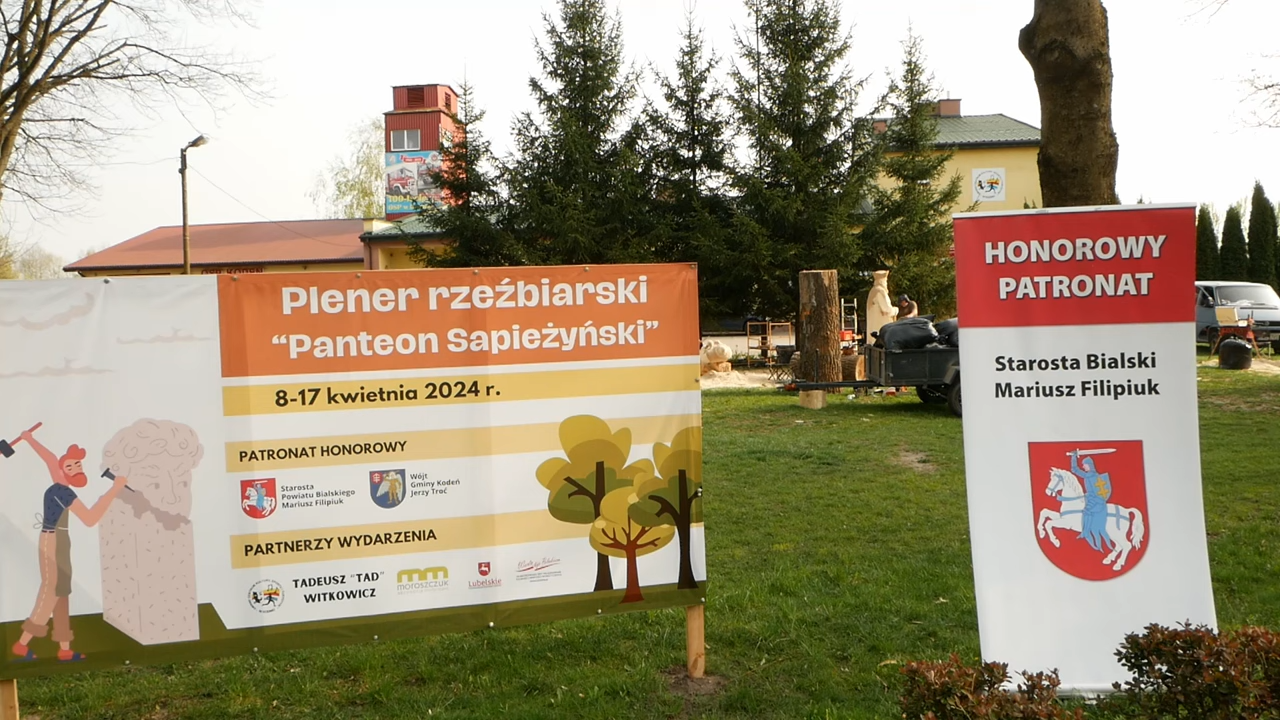 Plener rzeźbiarski
“Panteon Sapieżyński”
8-17 kwietnia 2024 r.
PATRONAT HONOROWY
Starosta
Powiatu Bialskiego
Mariusz Filipiuk
Wójt
Gminy Kodeń
Jerzy Troć
PARTNERZY WYDARZENIA
TADEUSZ "TAD"
WITKOWICZ
moroszczuk
Lubelskie
HONOROWY
PATRONAT
Starosta Bialski
Mariusz Filipiuk